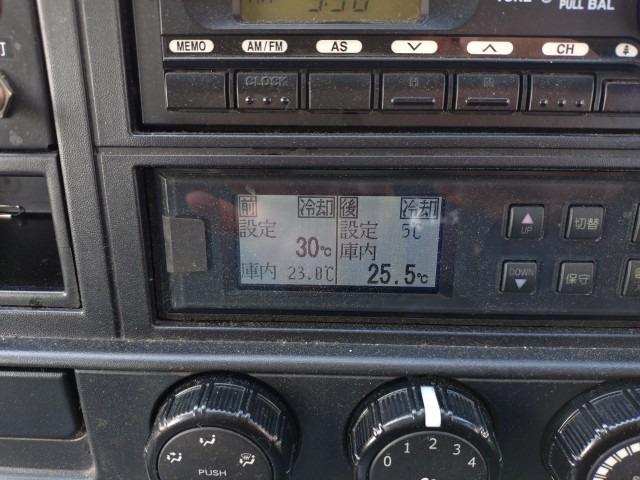 PULL BAL
MEMO AM/FM AS CH
CLOCK
前 冷却 後 冷却
設定 設定 5℃
30℃ 庫内
庫内 23.0℃ 25.5℃
UP 切替
DOWN 保守
0 1 2 3 4
PUSH